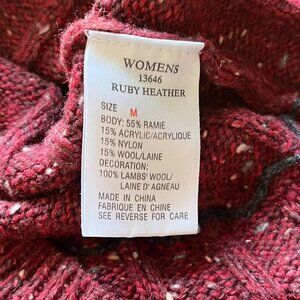 WOMENS
13646
RUBY HEATHER
SIZE M
BODY: 55% RAMIE
15% ACRYLIC/ACRYLIQUE
15% NYLON
15% WOOL/LAINE
DECORATION:
100% LAMBS' WOOL/
LAINE D'AGNEAU
MADE IN CHINA
FABRIQUE EN CHINE
SEE REVERSE FOR CARE